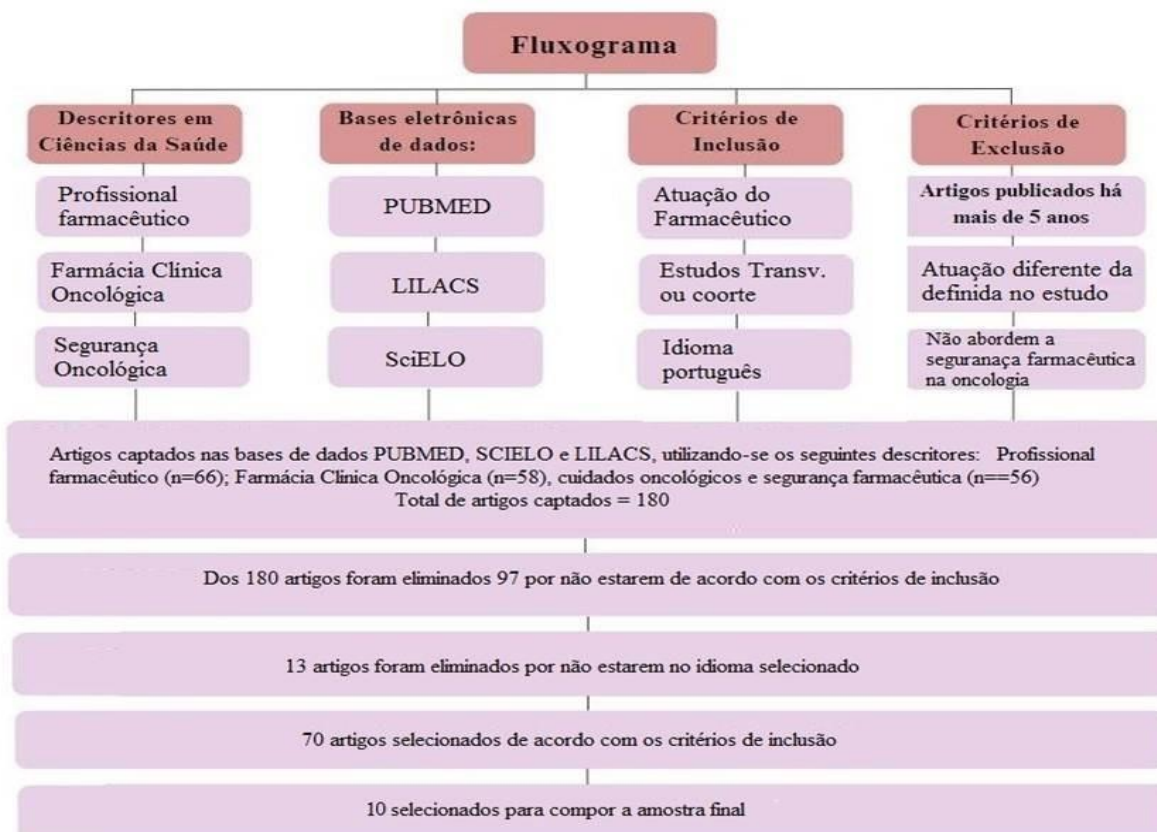 Fluxograma
Descritores em
Ciências da Saúde
Profissional
farmacêutico
Farmácia Clínica
Oncológica
Segurança
Oncológica
Bases eletrônicas
de dados:
PUBMED
LILACS
SciELO
Critérios de
Inclusão
Atuação do
Farmacêutico
Estudos Transv.
ou coorte
Idioma
português
Critérios de
Exclusão
Artigos publicados há
mais de 5 anos
Atuação diferente da
definida no estudo
Não abordem a
seguranaça farmacêutica
na oncologia
Artigos captados nas bases de dados PUBMED, SCIELO e LILACS, utilizando-se os seguintes descritores: Profissional
farmacêutico (n=66); Farmácia Clinica Oncológica (n=58), cuidados oncológicos e segurança farmacêutica (n==56)
Total de artigos captados = 180
Dos 180 artigos foram eliminados 97 por não estarem de acordo com os critérios de inclusão
13 artigos foram eliminados por não estarem no idioma selecionado
70 artigos selecionados de acordo com os critérios de inclusão
10 selecionados para compor a amostra final